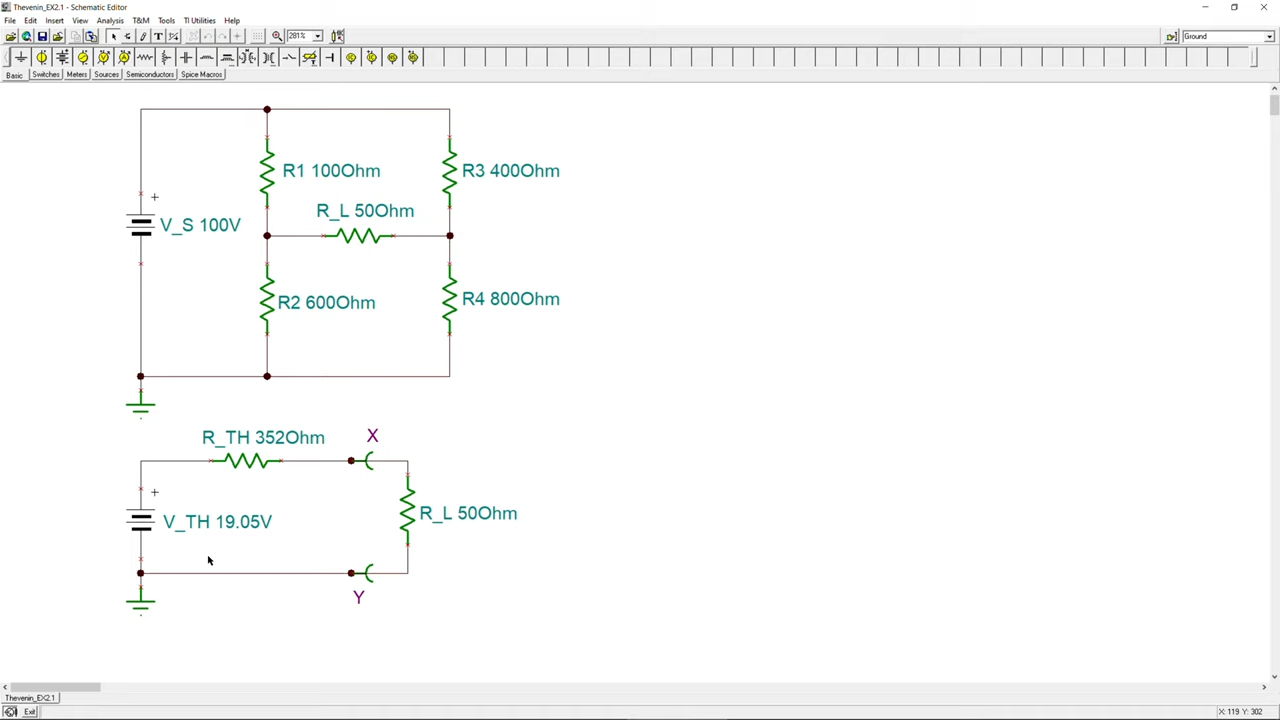 Thevenin_EX2.1 - Schematic Editor
File Edit Insert View Analysis T&M Tools TI Utilities Help
281% Ground
Basic Switches Meters Sources Semiconductors Spice Macros
R1 100Ohm R3 400Ohm
R_L 50Ohm
+
V_S 100V
R2 600Ohm R4 800Ohm
R_TH 352Ohm X
+
R_L 50Ohm
V_TH 19.05V
Y
Thevenin_EX2.1
Exit X: 119 Y: 302